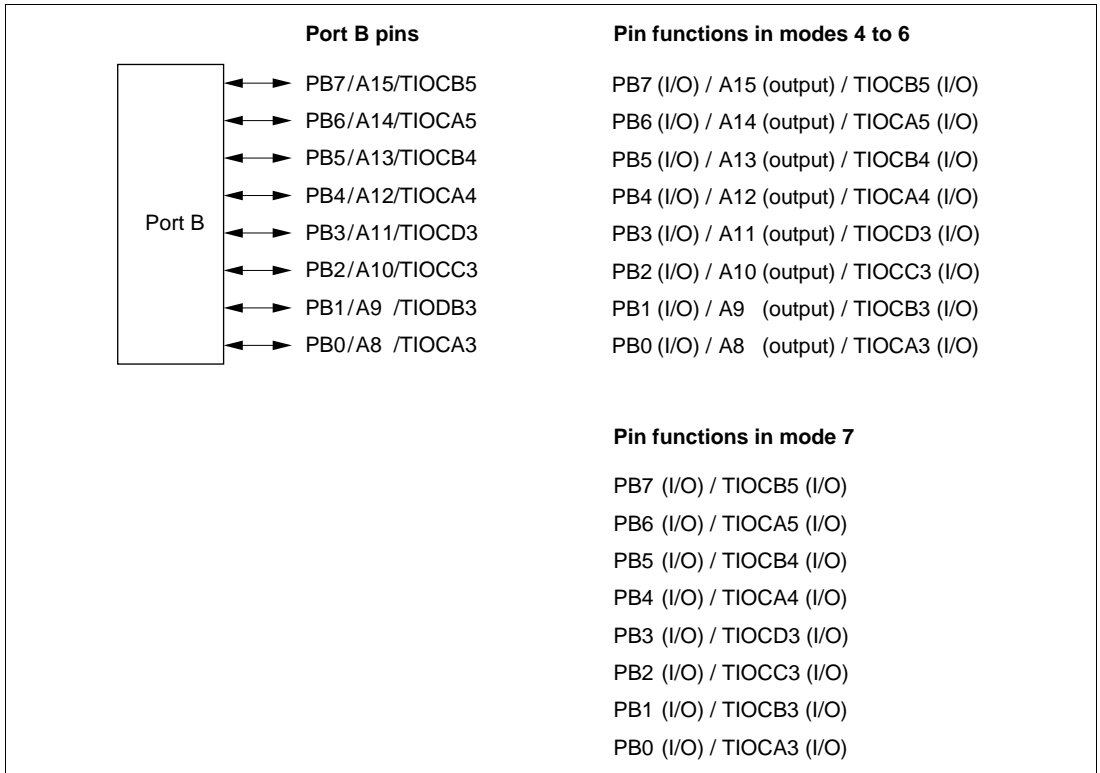 Port B pins
Pin functions in modes 4 to 6
Port B
PB7/A15/TIOCB5
PB7 (I/O) / A15 (output) / TIOCB5 (I/O)
PB6/A14/TIOCA5
PB6 (I/O) / A14 (output) / TIOCA5 (I/O)
PB5/A13/TIOCB4
PB5 (I/O) / A13 (output) / TIOCB4 (I/O)
PB4/A12/TIOCA4
PB4 (I/O) / A12 (output) / TIOCA4 (I/O)
PB3/A11/TIOCD3
PB3 (I/O) / A11 (output) / TIOCD3 (I/O)
PB2/A10/TIOCC3
PB2 (I/O) / A10 (output) / TIOCC3 (I/O)
PB1/A9 /TIODB3
PB1 (I/O) / A9 (output) / TIOCB3 (I/O)
PB0/A8 /TIOCA3
PB0 (I/O) / A8 (output) / TIOCA3 (I/O)
Pin functions in mode 7
PB7 (I/O) / TIOCB5 (I/O)
PB6 (I/O) / TIOCA5 (I/O)
PB5 (I/O) / TIOCB4 (I/O)
PB4 (I/O) / TIOCA4 (I/O)
PB3 (I/O) / TIOCD3 (I/O)
PB2 (I/O) / TIOCC3 (I/O)
PB1 (I/O) / TIOCB3 (I/O)
PB0 (I/O) / TIOCA3 (I/O)